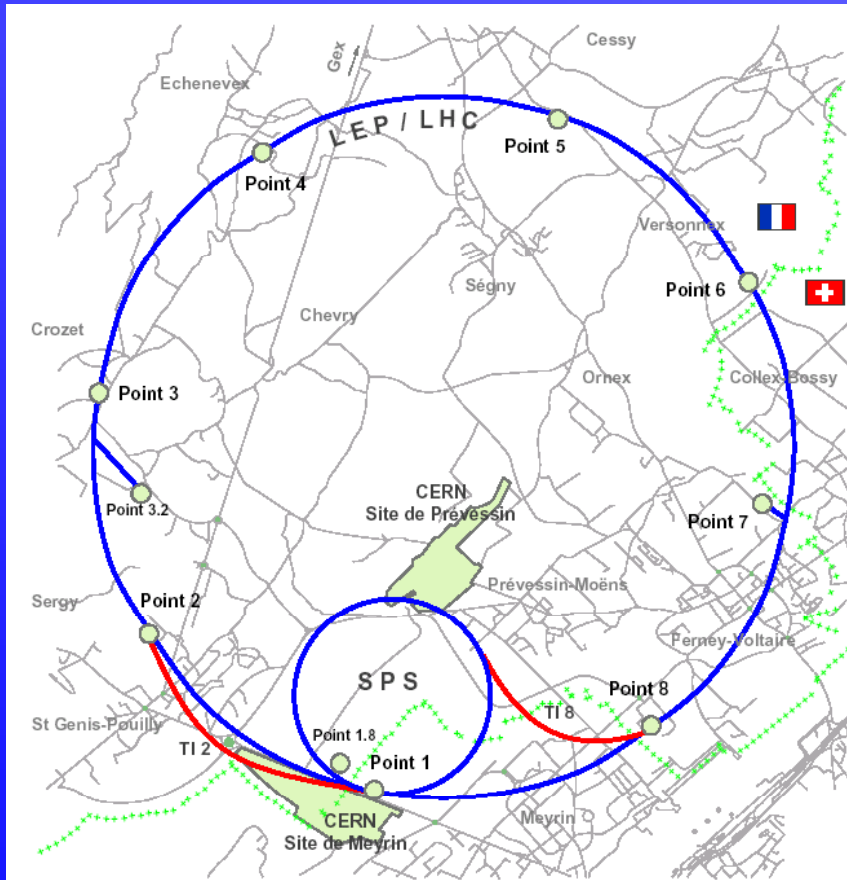 Cessy
Gex
Echenevex
LEP / LHC
Point 5
Point 4
Versonnex
Point 6
Ségny
Chevry
Crozet
Ornex
Collex-Bossy
Point 3
CERN
Site de Prévessin
Point 3.2
Point 7
Prévessin-Moëns
Sergy
Point 2
Ferney-Voltaire
SPS
Point 8
St Genis-Pouilly
TI 8
Point 1.8
TI 2
Point 1
CERN
Site de Meyrin
Meyrin